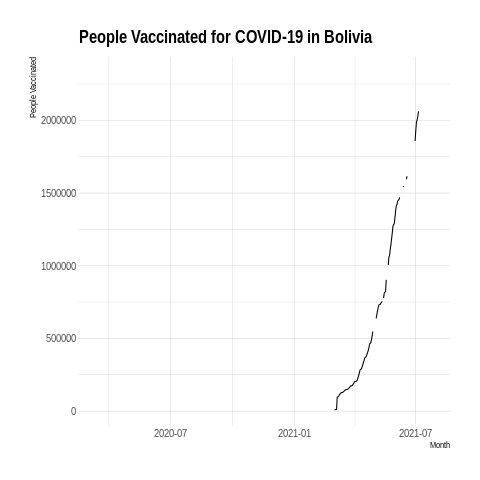 People Vaccinated for COVID-19 in Bolivia
People Vaccinated
2000000
1500000
1000000
500000
0
2020-07 2021-01 2021-07
Month